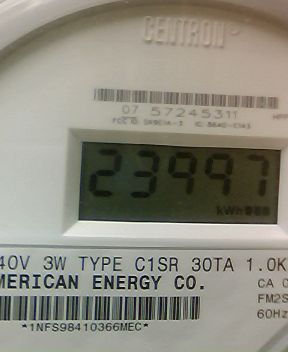 CENTRON®
07 57245311
23997
kWh
40V 3W TYPE C1SR 30TA 1.0K
MERICAN ENERGY CO.
CA
FM2S
60Hz
*1NFS98410366MEC*